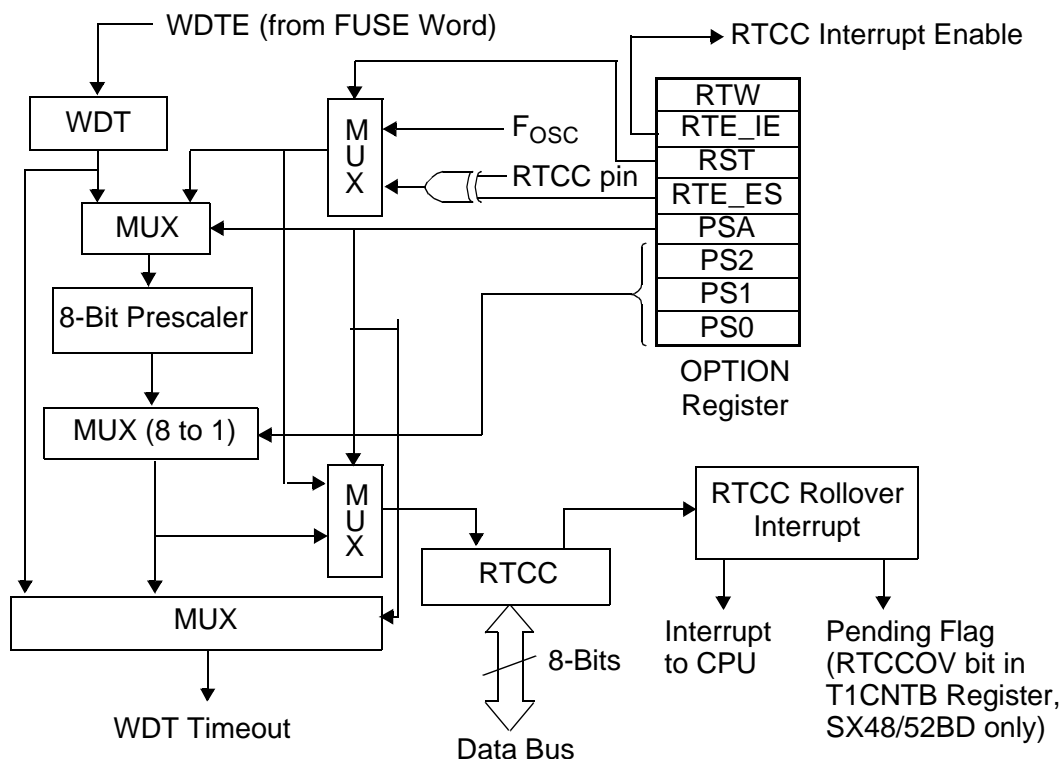 WDTE (from FUSE Word)
RTCC Interrupt Enable
WDT
M
U
X
FOSC
RTCC pin
RTW
RTE_IE
RST
RTE_ES
PSA
PS2
PS1
PS0
OPTION
Register
MUX
8-Bit Prescaler
MUX (8 to 1)
M
U
X
RTCC Rollover
Interrupt
RTCC
MUX
8-Bits
Interrupt
to CPU
Pending Flag
(RTCCOV bit in
T1CNTB Register,
SX48/52BD only)
WDT Timeout
Data Bus